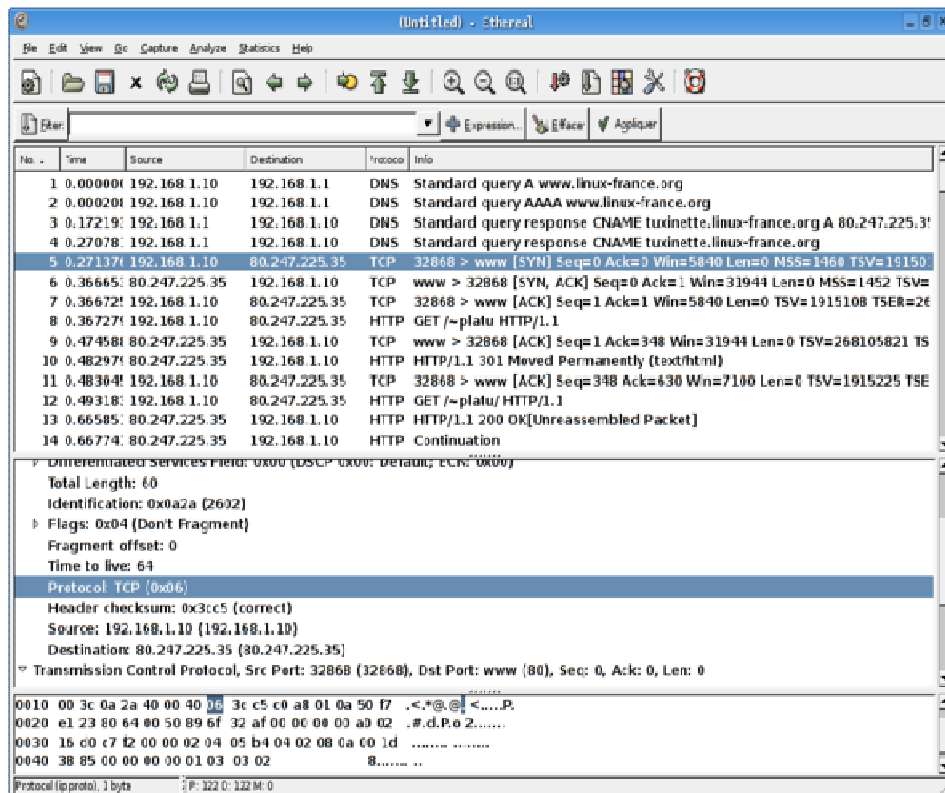 (Untitled) - Ethereal
File Edit View Go Capture Analyze Statistics Help
Filter: Expression... Effacer Appliquer
No. . Time Source Destination Protoco Info
1 0.000000 192.168.1.10 192.168.1.1 DNS Standard query A www.linux-france.org
2 0.000208 192.168.1.10 192.168.1.1 DNS Standard query AAAA www.linux-france.org
3 0.17219 192.168.1.1 192.168.1.10 DNS Standard query response CNAME tuxinette.linux-france.org A 80.247.225.35
4 0.27078 192.168.1.1 192.168.1.10 DNS Standard query response CNAME tuxinette.linux-france.org
5 0.27137 192.168.1.10 80.247.225.35 TCP 32868 > www [SYN] Seq=0 Ack=0 Win=5840 Len=0 MSS=1460 TSV=19150
6 0.36665 80.247.225.35 192.168.1.10 TCP www > 32868 [SYN, ACK] Seq=0 Ack=1 Win=31944 Len=0 MSS=1452 TSV=
7 0.36672 192.168.1.10 80.247.225.35 TCP 32868 > www [ACK] Seq=1 Ack=1 Win=5840 Len=0 TSV=1915108 TSER=26
8 0.36727 192.168.1.10 80.247.225.35 HTTP GET /~platu HTTP/1.1
9 0.47458 80.247.225.35 192.168.1.10 TCP www > 32868 [ACK] Seq=1 Ack=348 Win=31944 Len=0 TSV=268105821 TS
10 0.48297 80.247.225.35 192.168.1.10 HTTP HTTP/1.1 301 Moved Permanently (text/html)
11 0.48304 192.168.1.10 80.247.225.35 TCP 32868 > www [ACK] Seq=348 Ack=630 Win=7100 Len=0 TSV=1915225 TSE
12 0.49318 192.168.1.10 80.247.225.35 HTTP GET /~platu/ HTTP/1.1
13 0.66585 80.247.225.35 192.168.1.10 HTTP HTTP/1.1 200 OK[Unreassembled Packet]
14 0.66774 80.247.225.35 192.168.1.10 HTTP Continuation
Differentiated Services Field: 0x00 (DSCP 0x00: Default; ECN: 0x00)
Total Length: 60
Identification: 0x0a2a (2602)
Flags: 0x04 (Don't Fragment)
Fragment offset: 0
Time to live: 64
Protocol: TCP (0x06)
Header checksum: 0x3cc5 (correct)
Source: 192.168.1.10 (192.168.1.10)
Destination: 80.247.225.35 (80.247.225.35)
Transmission Control Protocol, Src Port: 32868 (32868), Dst Port: www (80), Seq: 0, Ack: 0, Len: 0
0010 00 3c 0a 2a 40 00 40 06 3c c5 c0 a8 01 0a 50 f7 .<.*@.@. <.....P.
0020 e1 23 80 64 00 50 89 6f 32 af 00 00 00 00 a0 02 .#.d.P.o 2.......
0030 16 d0 c7 f2 00 00 02 04 05 b4 04 02 08 0a 00 1d ........ ........
0040 38 85 00 00 00 00 01 03 03 02 8....... ..
Protocol (ip.proto), 1 byte P: 122 D: 122 M: 0